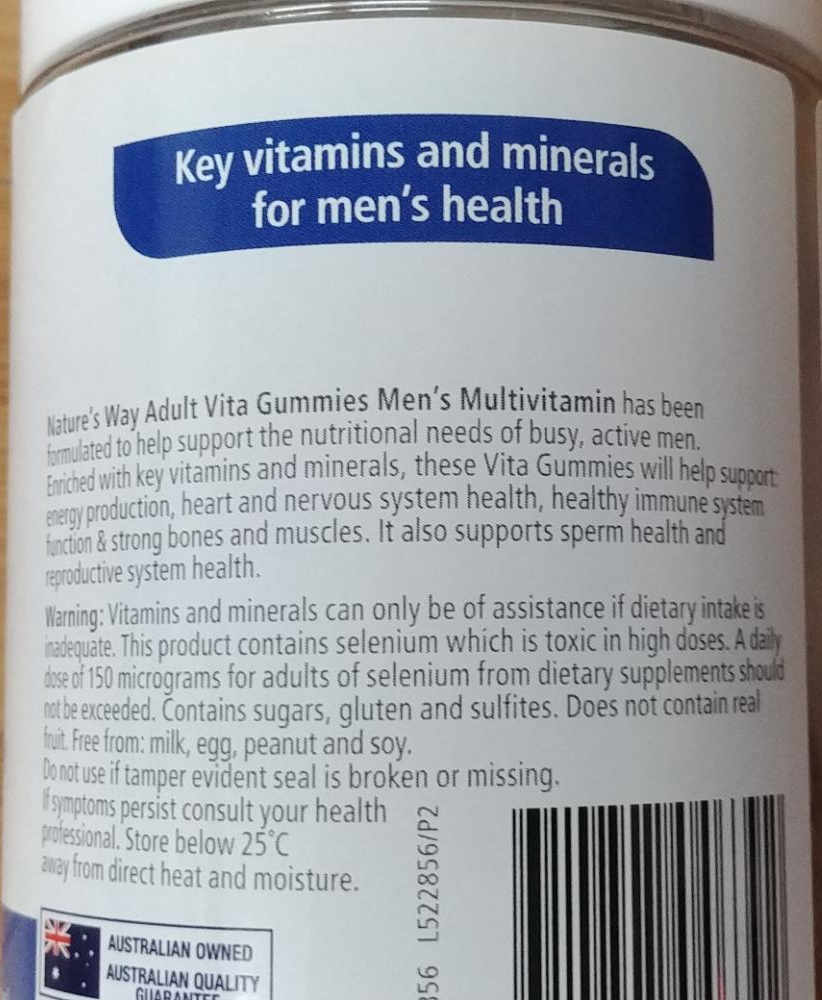 Key vitamins and minerals
for men's health
Nature's Way Adult Vita Gummies Men's Multivitamin has been
formulated to help support the nutritional needs of busy, active men.
Enriched with key vitamins and minerals, these Vita Gummies will help support:
energy production, heart and nervous system health, healthy immune system
function & strong bones and muscles. It also supports sperm health and
reproductive system health.
Warning: Vitamins and minerals can only be of assistance if dietary intake is
inadequate. This product contains selenium which is toxic in high doses. A daily
dose of 150 micrograms for adults of selenium from dietary supplements should
not be exceeded. Contains sugars, gluten and sulfites. Does not contain real
fruit. Free from: milk, egg, peanut and soy.
Do not use if tamper evident seal is broken or missing.
If symptoms persist consult your health
professional. Store below 25°C
away from direct heat and moisture.
L522856/P2
AUSTRALIAN OWNED
AUSTRALIAN QUALITY
GUARANTEE